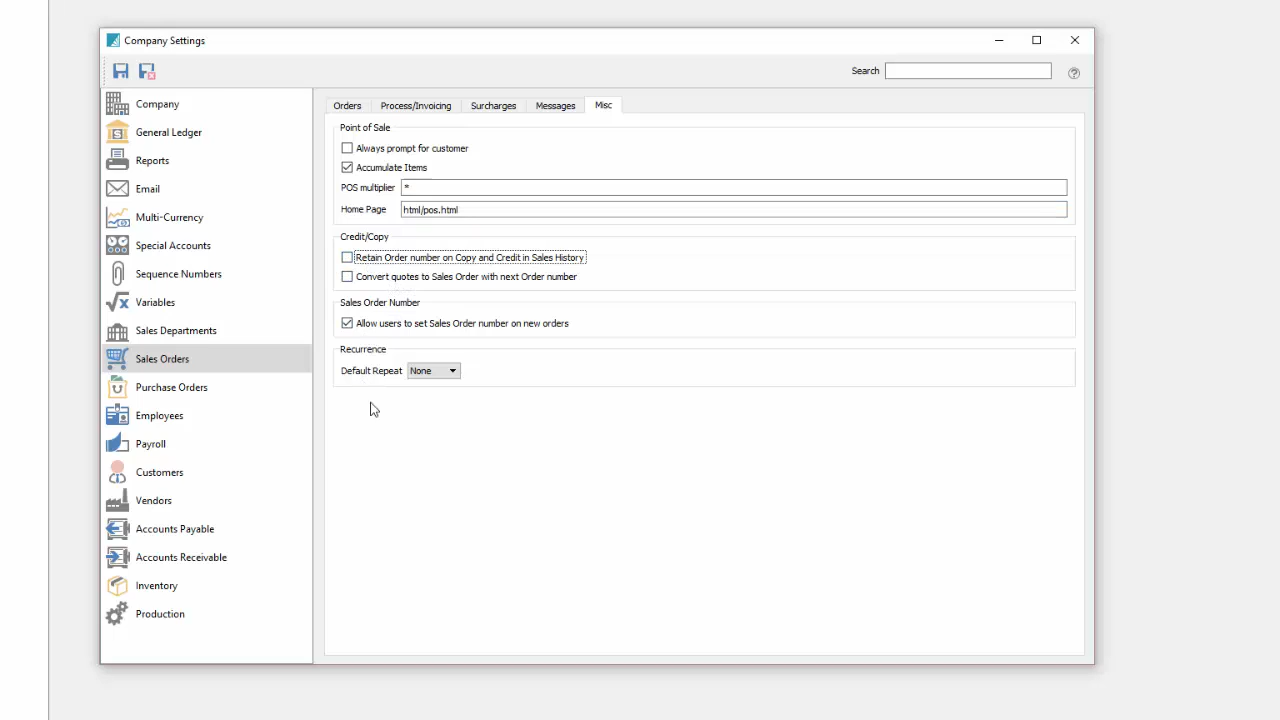 Company Settings
Search
Company
General Ledger
Reports
Email
Multi-Currency
Special Accounts
Sequence Numbers
Variables
Sales Departments
Sales Orders
Purchase Orders
Employees
Payroll
Customers
Vendors
Accounts Payable
Accounts Receivable
Inventory
Production
Orders Process/Invoicing Surcharges Messages Misc
Point of Sale
Always prompt for customer
Accumulate Items
POS multiplier *
Home Page html/pos.html
Credit/Copy
Retain Order number on Copy and Credit in Sales History
Convert quotes to Sales Order with next Order number
Sales Order Number
Allow users to set Sales Order number on new orders
Recurrence
Default Repeat None